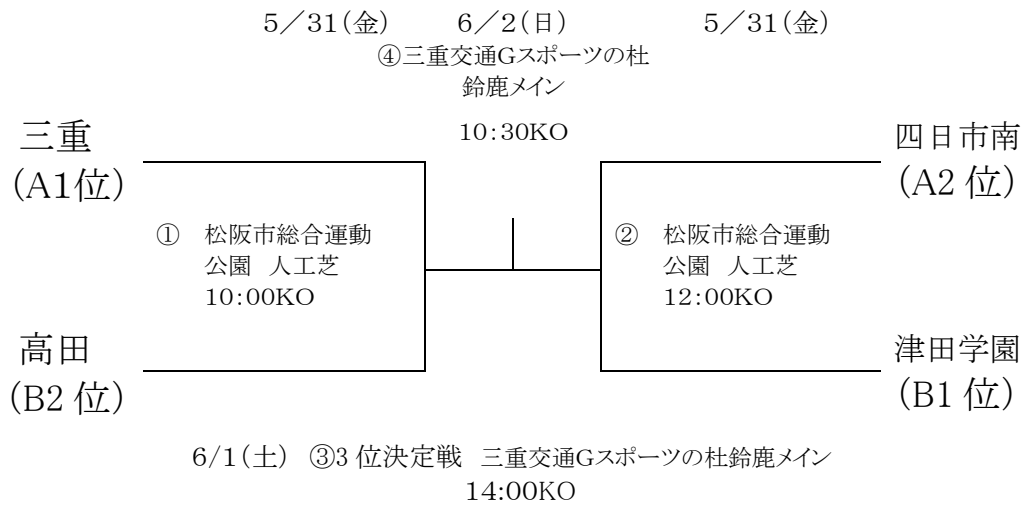 5／31（金）　6／2（日）　5／31（金）
④三重交通Gスポーツの杜
鈴鹿メイン
10：30KO
三重
（A1位）
四日市南
（A2 位）
①　松阪市総合運動
公園　人工芝
10：00KO
②　松阪市総合運動
公園　人工芝
12：00KO
高田
（B2 位）
津田学園
（B1 位）
6/1（土）　③3 位決定戦　三重交通Gスポーツの杜鈴鹿メイン
14:00KO